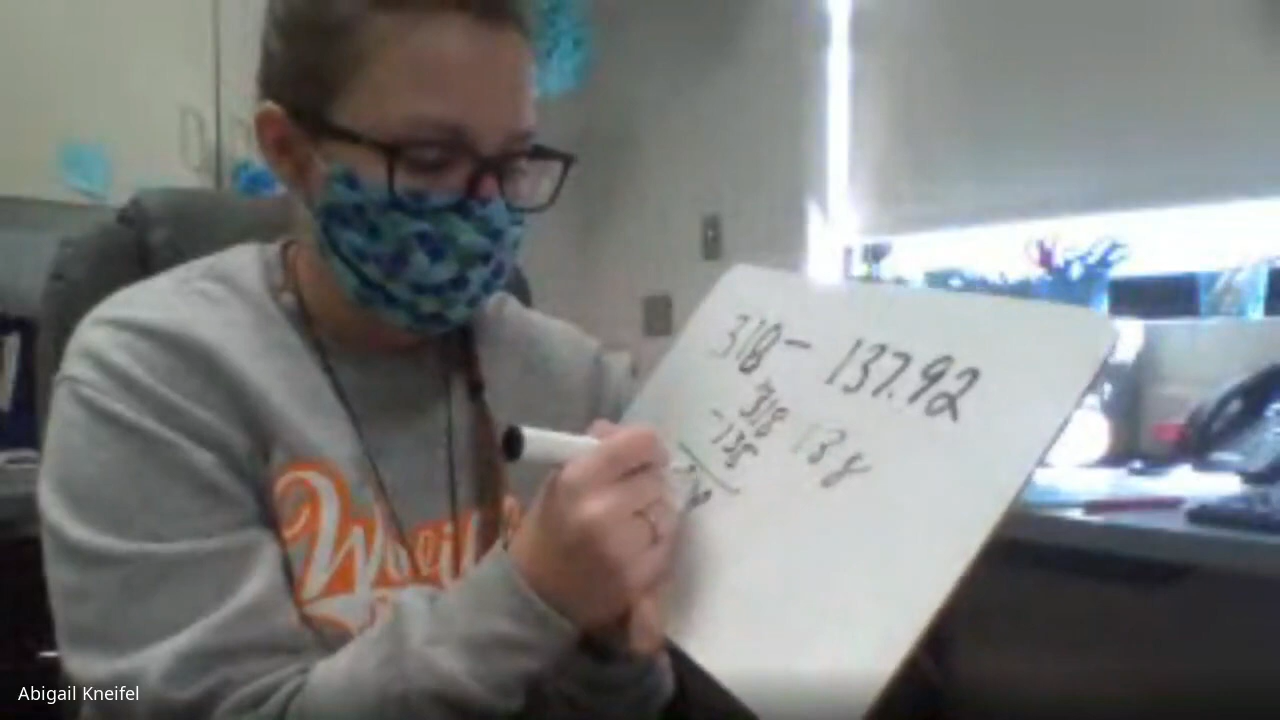 318 - 137.92
318 138
- 138
Abigail Kneifel